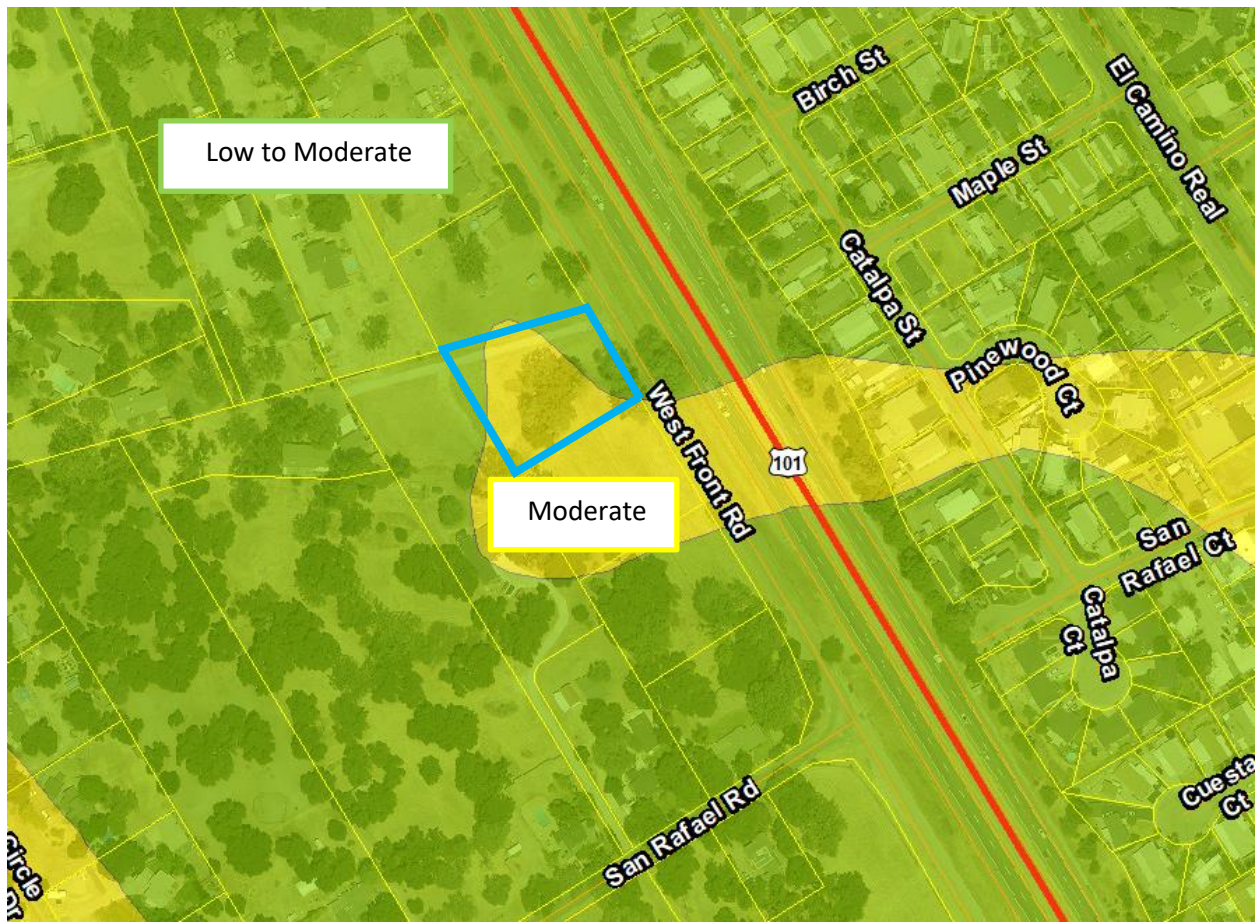 Birch St
El Camino Real
Low to Moderate
Maple St
Catalpa St
Pinewood Ct
West Front Rd
101
Moderate
San
Rafael Ct
Catalpa
Ct
San Rafael Rd
Cuesta
Ct
Circle
Dr